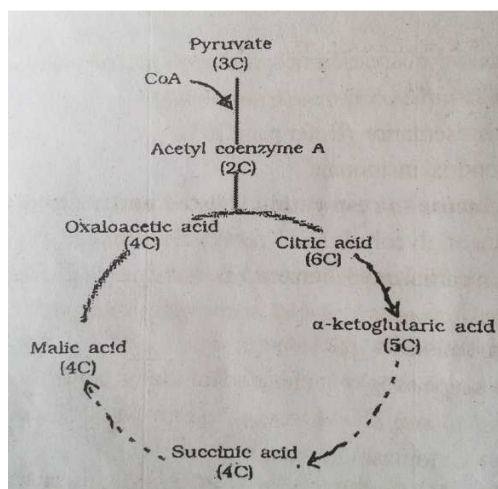 Pyruvate
(3C)
CoA
Acetyl coenzyme A
(2C)
Oxaloacetic acid
(4C)
Citric acid
(6C)
α-ketoglutaric acid
(5C)
Malic acid
(4C)
Succinic acid
(4C)